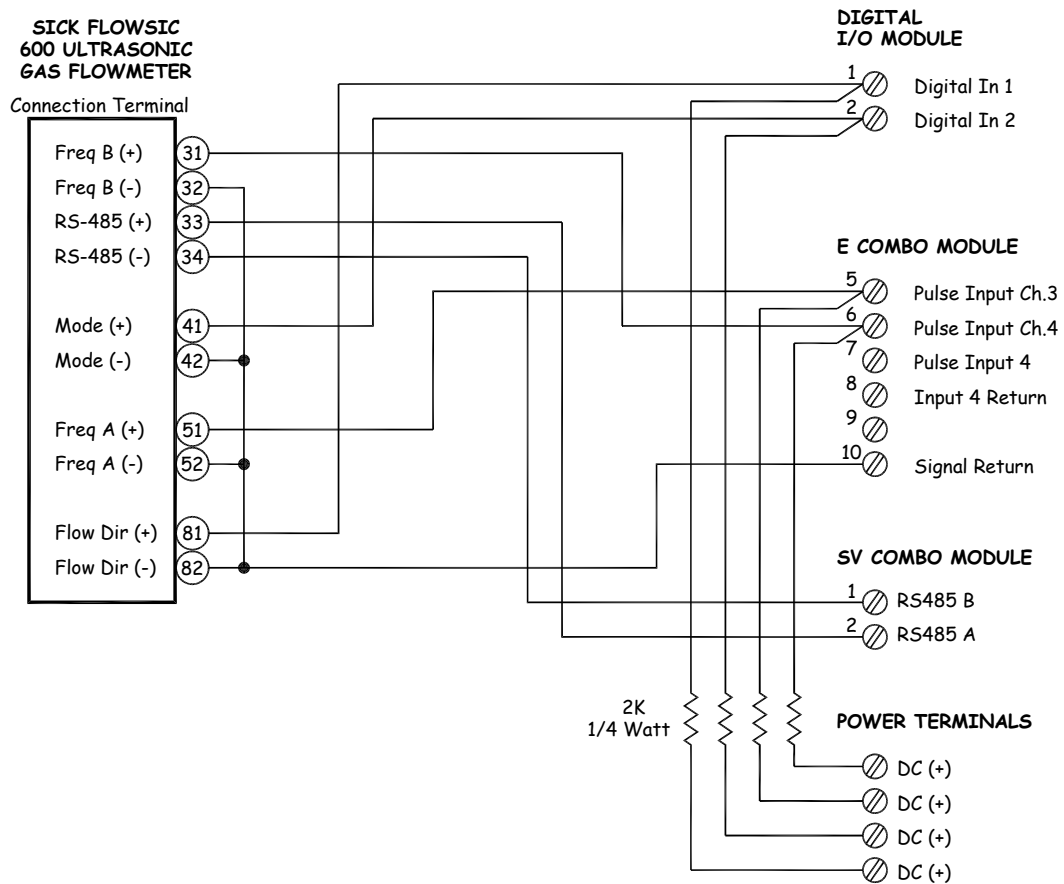 SICK FLOWSIC
600 ULTRASONIC
GAS FLOWMETER
Connection Terminal
Freq B (+) 31
Freq B (-) 32
RS-485 (+) 33
RS-485 (-) 34
Mode (+) 41
Mode (-) 42
Freq A (+) 51
Freq A (-) 52
Flow Dir (+) 81
Flow Dir (-) 82
DIGITAL
I/O MODULE
1 Digital In 1
2 Digital In 2
E COMBO MODULE
5 Pulse Input Ch.3
6 Pulse Input Ch.4
7 Pulse Input 4
8 Input 4 Return
9
10 Signal Return
SV COMBO MODULE
1 RS485 B
2 RS485 A
2K
1/4 Watt
POWER TERMINALS
DC (+)
DC (+)
DC (+)
DC (+)